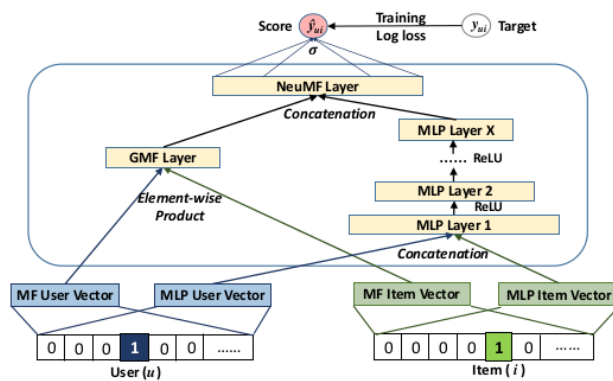 Score ŷui Training yui Target
Log loss
σ
NeuMF Layer
Concatenation
MLP Layer X
...... ReLU
GMF Layer
MLP Layer 2
Element-wise
Product
ReLU
MLP Layer 1
Concatenation
MF User Vector MLP User Vector MF Item Vector MLP Item Vector
0 0 0 1 0 0 ...... 0 0 0 0 1 0 ......
User (u) Item ( i )